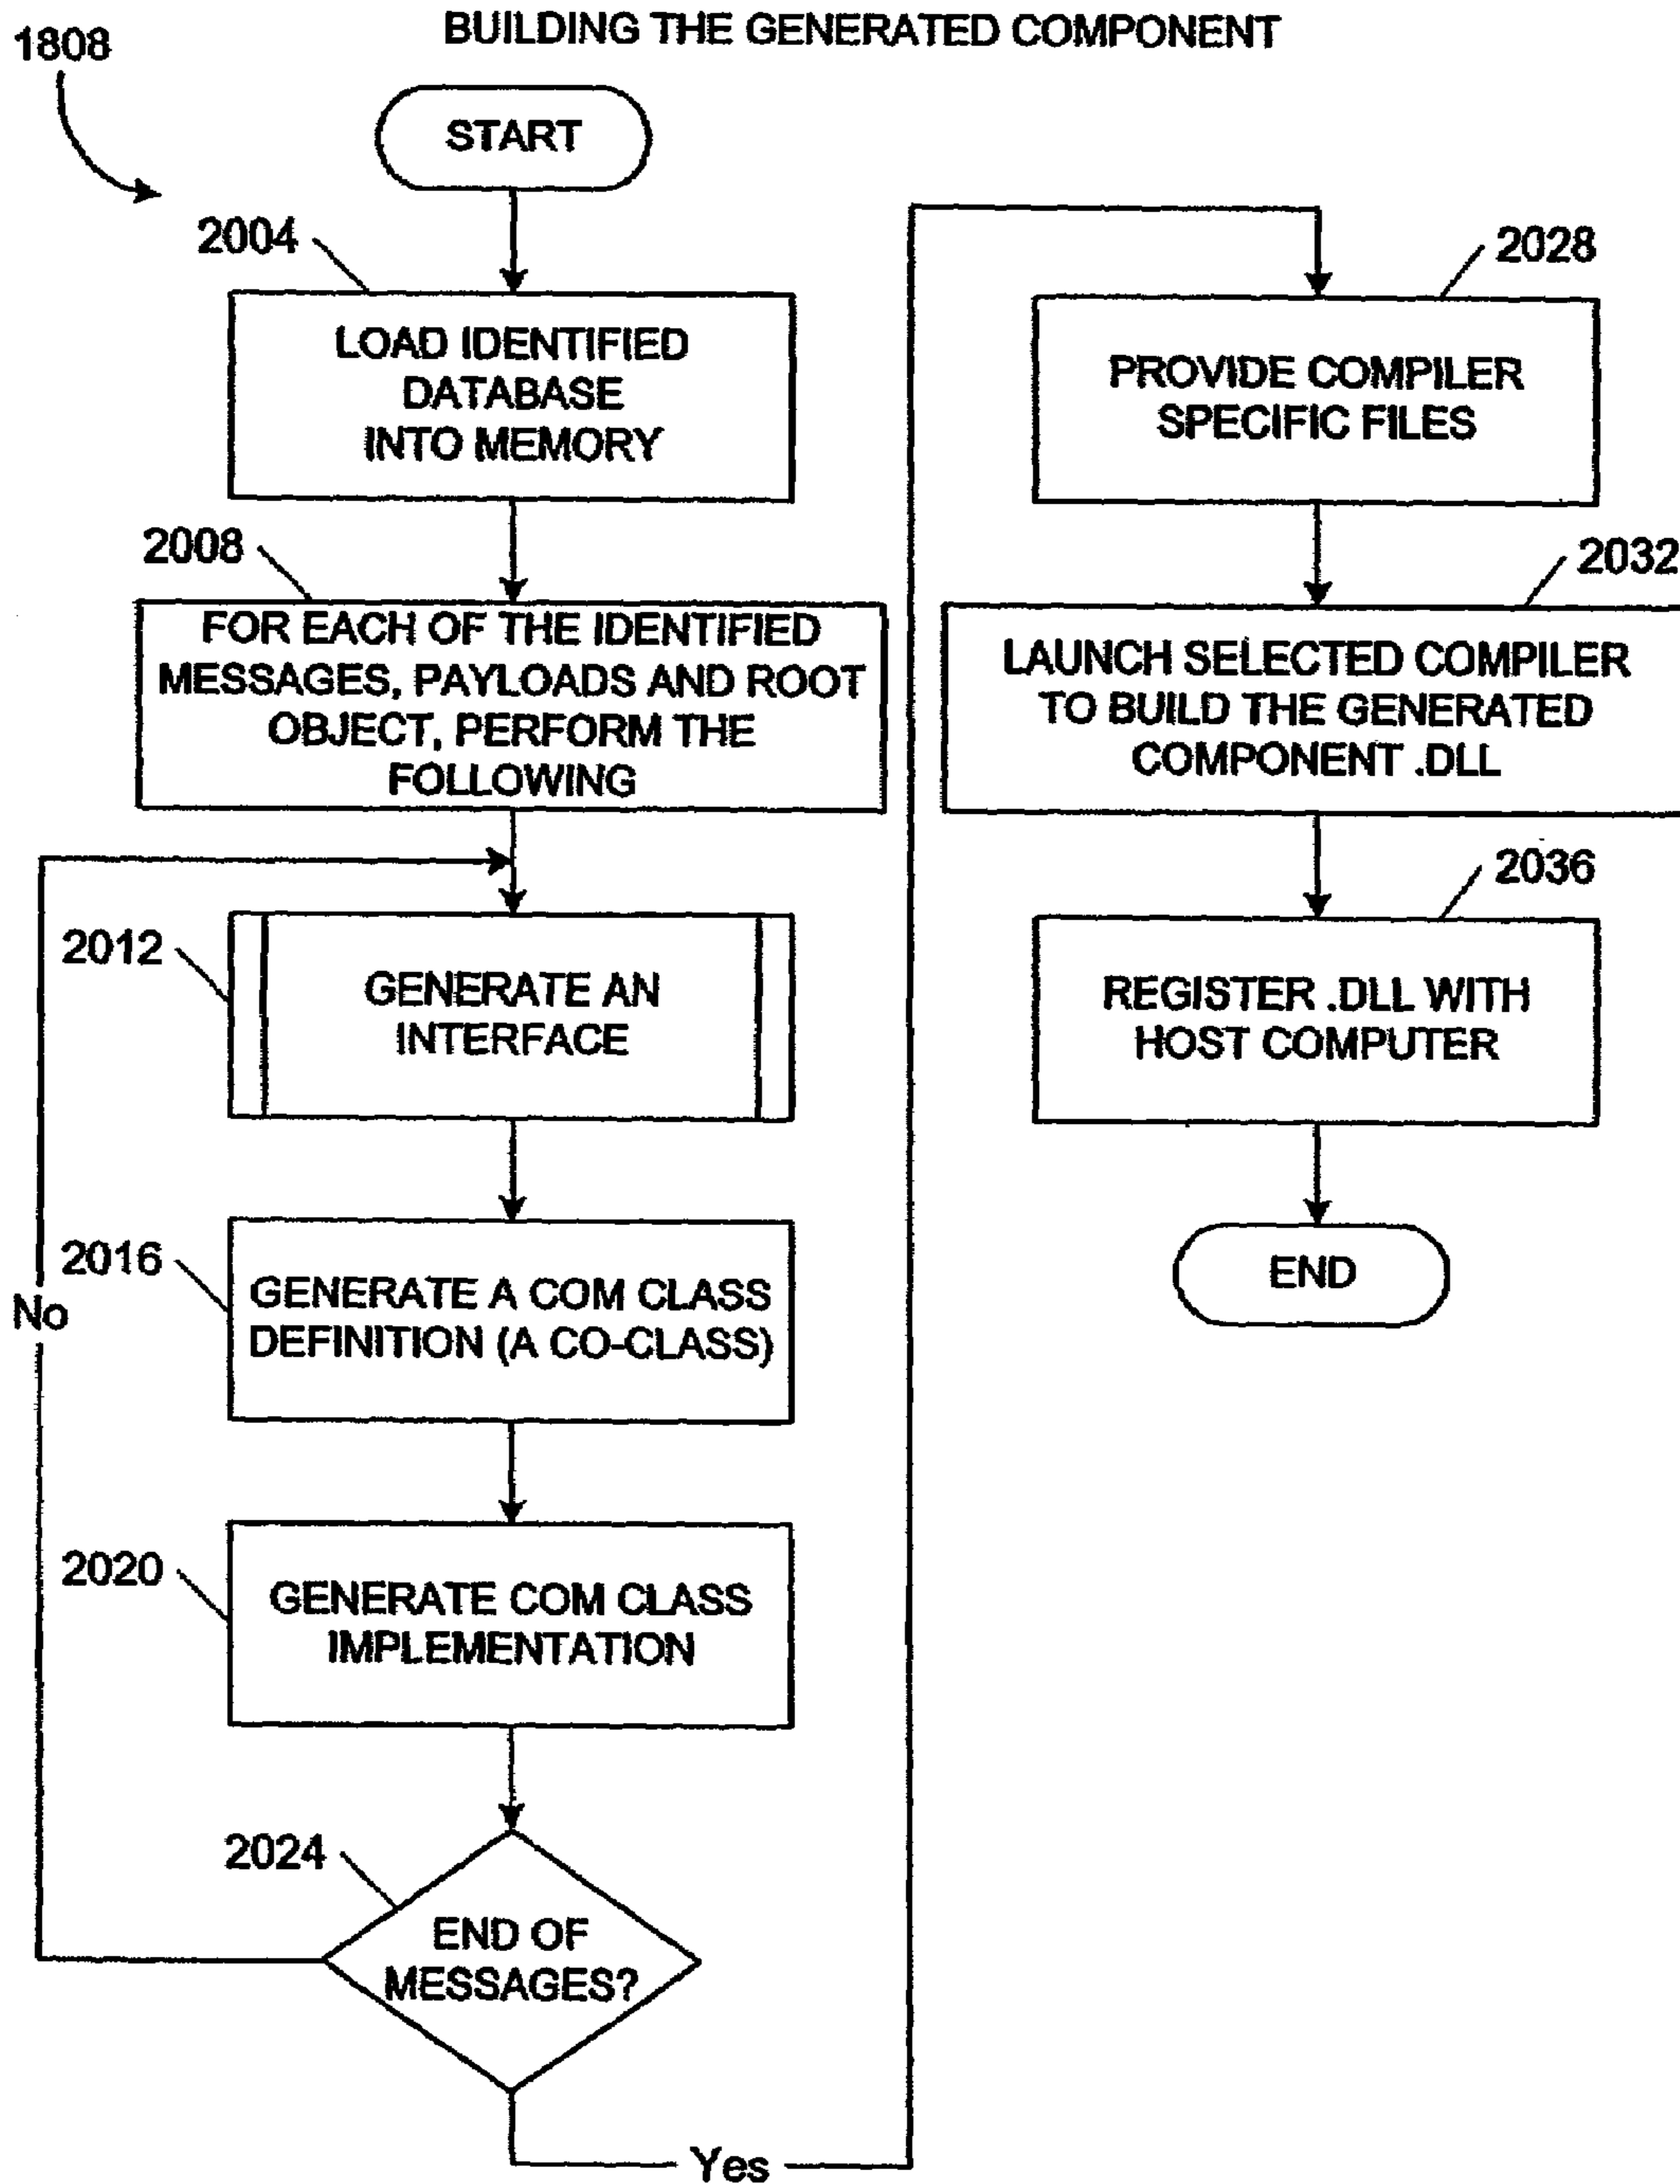 BUILDING THE GENERATED COMPONENT
1808
START
2004
LOAD IDENTIFIED
DATABASE
INTO MEMORY
2008
FOR EACH OF THE IDENTIFIED
MESSAGES, PAYLOADS AND ROOT
OBJECT, PERFORM THE
FOLLOWING
2012
GENERATE AN
INTERFACE
2016
No
GENERATE A COM CLASS
DEFINITION (A CO-CLASS)
2020
GENERATE COM CLASS
IMPLEMENTATION
2024
END OF
MESSAGES?
Yes
2028
PROVIDE COMPILER
SPECIFIC FILES
2032
LAUNCH SELECTED COMPILER
TO BUILD THE GENERATED
COMPONENT .DLL
2036
REGISTER .DLL WITH
HOST COMPUTER
END